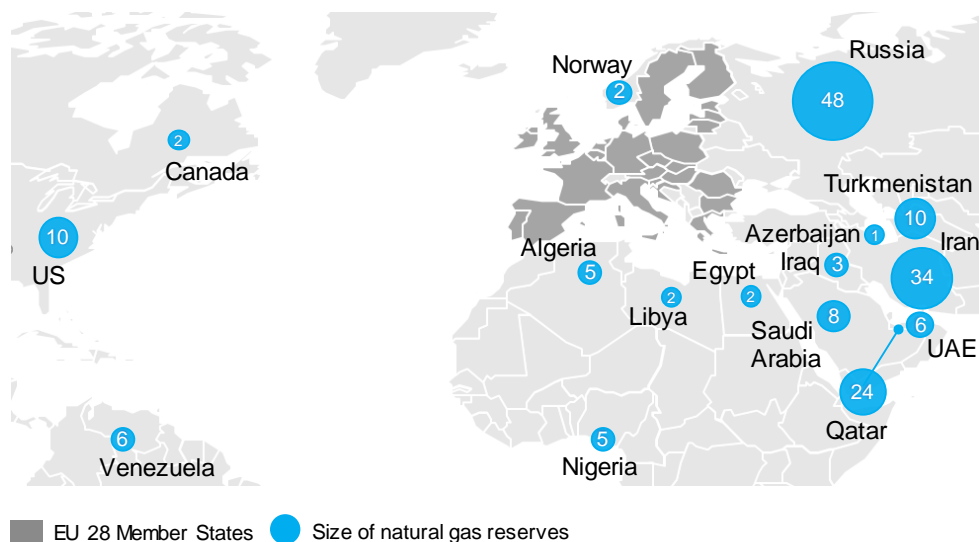 Russia
48
Norway
2
2
Canada
Turkmenistan
10
10
US
Azerbaijan
1
Iran
34
Algeria
5
Iraq
3
Egypt
2
Libya
2
Saudi
Arabia
8
6
UAE
24
Qatar
6
Venezuela
5
Nigeria
EU 28 Member States
Size of natural gas reserves